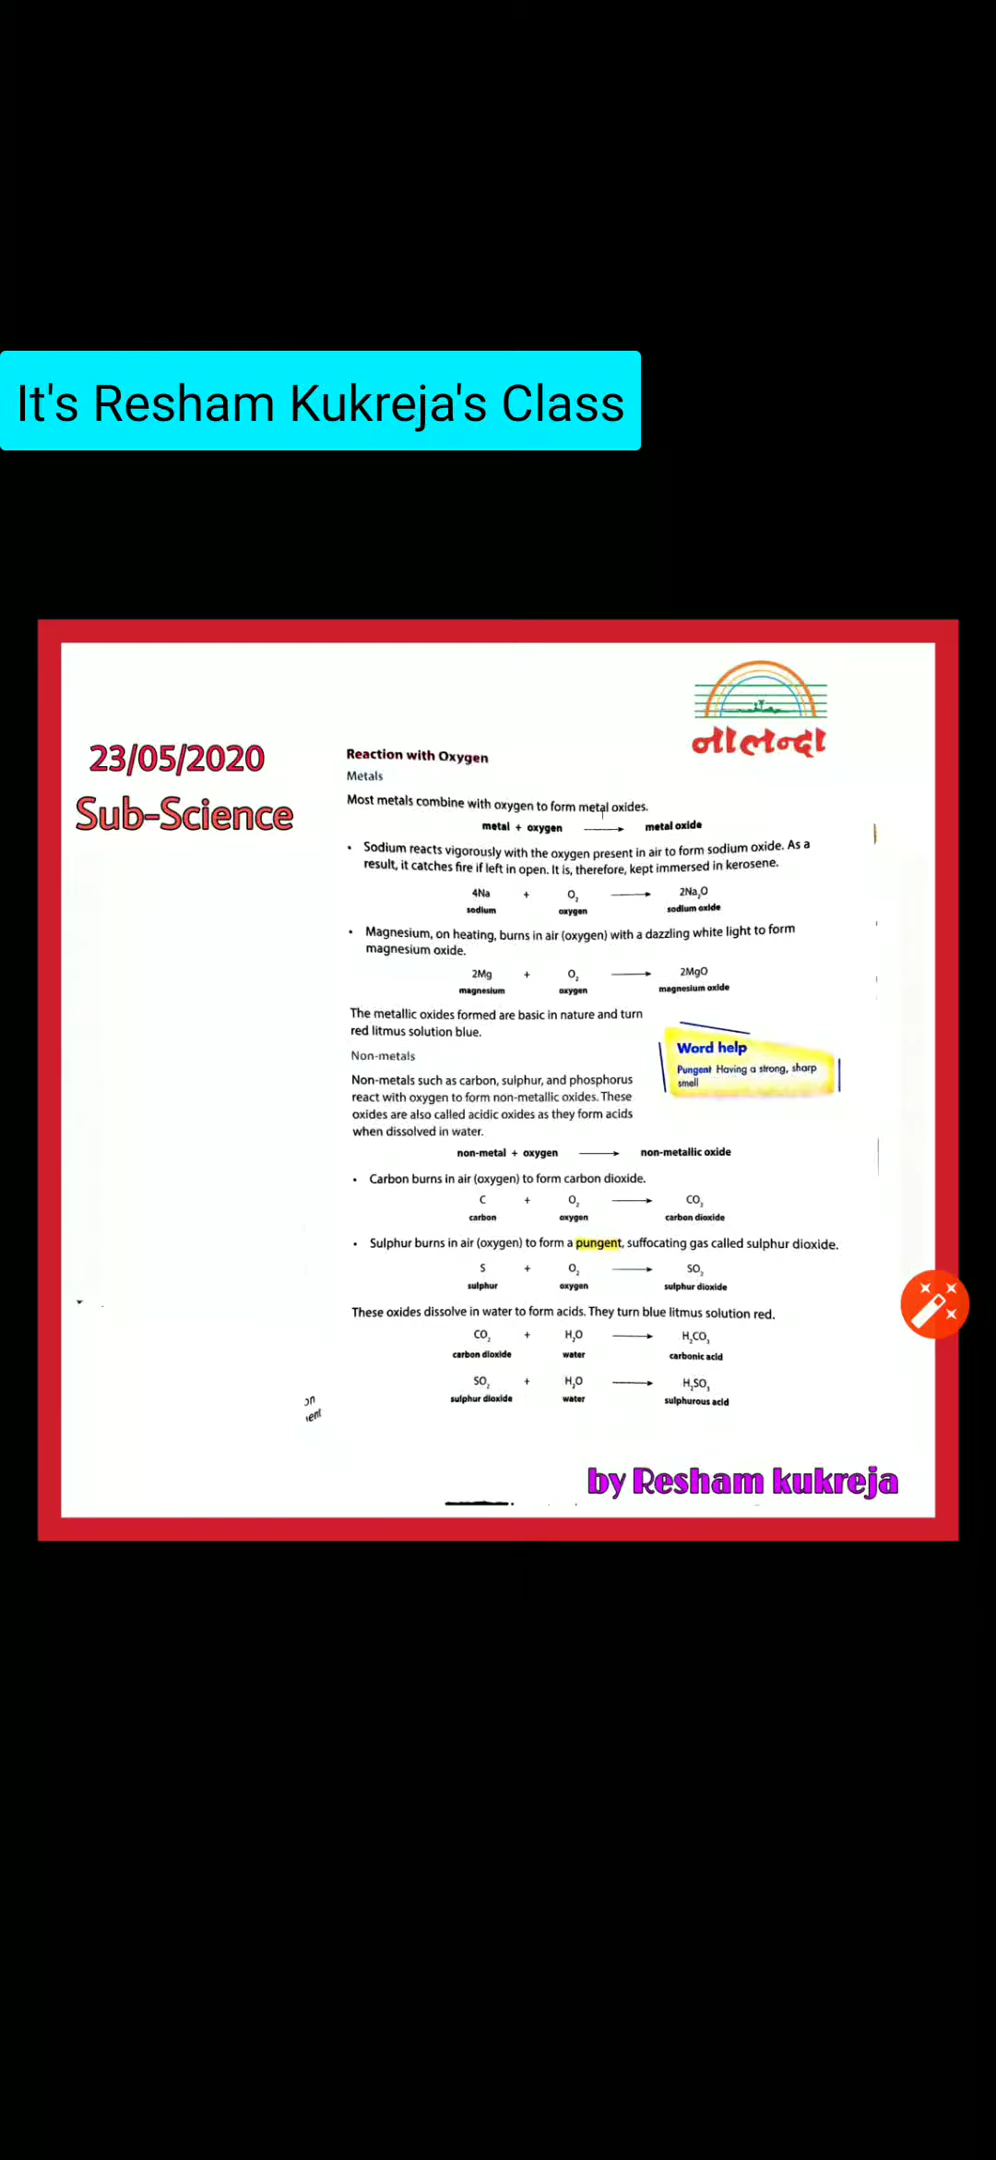 It's Resham Kukreja's Class
નાલન્દા
23/05/2020
Sub-Science
Reaction with Oxygen
Metals
Most metals combine with oxygen to form metal oxides.
metal + oxygen ⟶ metal oxide
• Sodium reacts vigorously with the oxygen present in air to form sodium oxide. As a
result, it catches fire if left in open. It is, therefore, kept immersed in kerosene.
4Na + O₂ ⟶ 2Na₂O
sodium oxygen sodium oxide
• Magnesium, on heating, burns in air (oxygen) with a dazzling white light to form
magnesium oxide.
2Mg + O₂ ⟶ 2MgO
magnesium oxygen magnesium oxide
The metallic oxides formed are basic in nature and turn
red litmus solution blue.
Word help
Pungent Having a strong, sharp
smell
Non-metals
Non-metals such as carbon, sulphur, and phosphorus
react with oxygen to form non-metallic oxides. These
oxides are also called acidic oxides as they form acids
when dissolved in water.
non-metal + oxygen ⟶ non-metallic oxide
• Carbon burns in air (oxygen) to form carbon dioxide.
C + O₂ ⟶ CO₂
carbon oxygen carbon dioxide
• Sulphur burns in air (oxygen) to form a pungent, suffocating gas called sulphur dioxide.
S + O₂ ⟶ SO₂
sulphur oxygen sulphur dioxide
These oxides dissolve in water to form acids. They turn blue litmus solution red.
CO₂ + H₂O ⟶ H₂CO₃
carbon dioxide water carbonic acid
SO₂ + H₂O ⟶ H₂SO₃
sulphur dioxide water sulphurous acid
by Resham kukreja